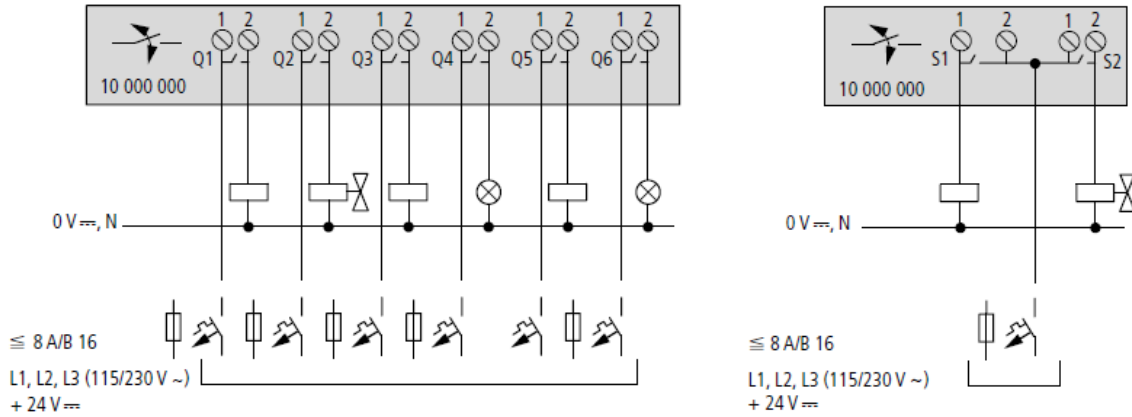 1 2 1 2 1 2 1 2 1 2 1 2
Q1 Q2 Q3 Q4 Q5 Q6
10 000 000
0 V ⎓, N
≦ 8 A/B 16
L1, L2, L3 (115/230 V ~)
+ 24 V ⎓
1 2 1 2
S1 S2
10 000 000
0 V ⎓, N
≦ 8 A/B 16
L1, L2, L3 (115/230 V ~)
+ 24 V ⎓